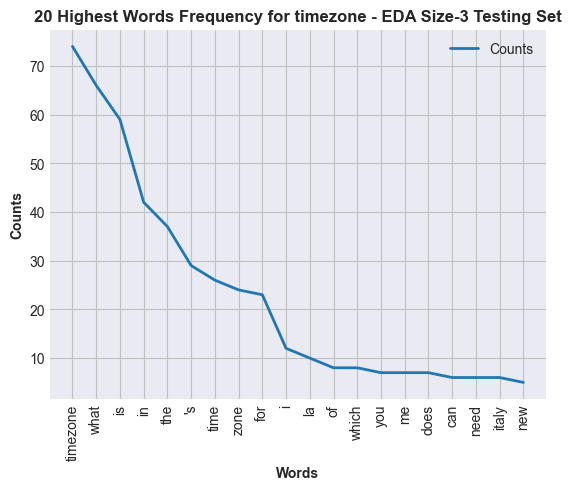 20 Highest Words Frequency for timezone - EDA Size-3 Testing Set
Counts
70
60
50
40
30
20
10
Counts
timezone
what
is
in
the
's
time
zone
for
i
la
of
which
you
me
does
can
need
italy
new
Words